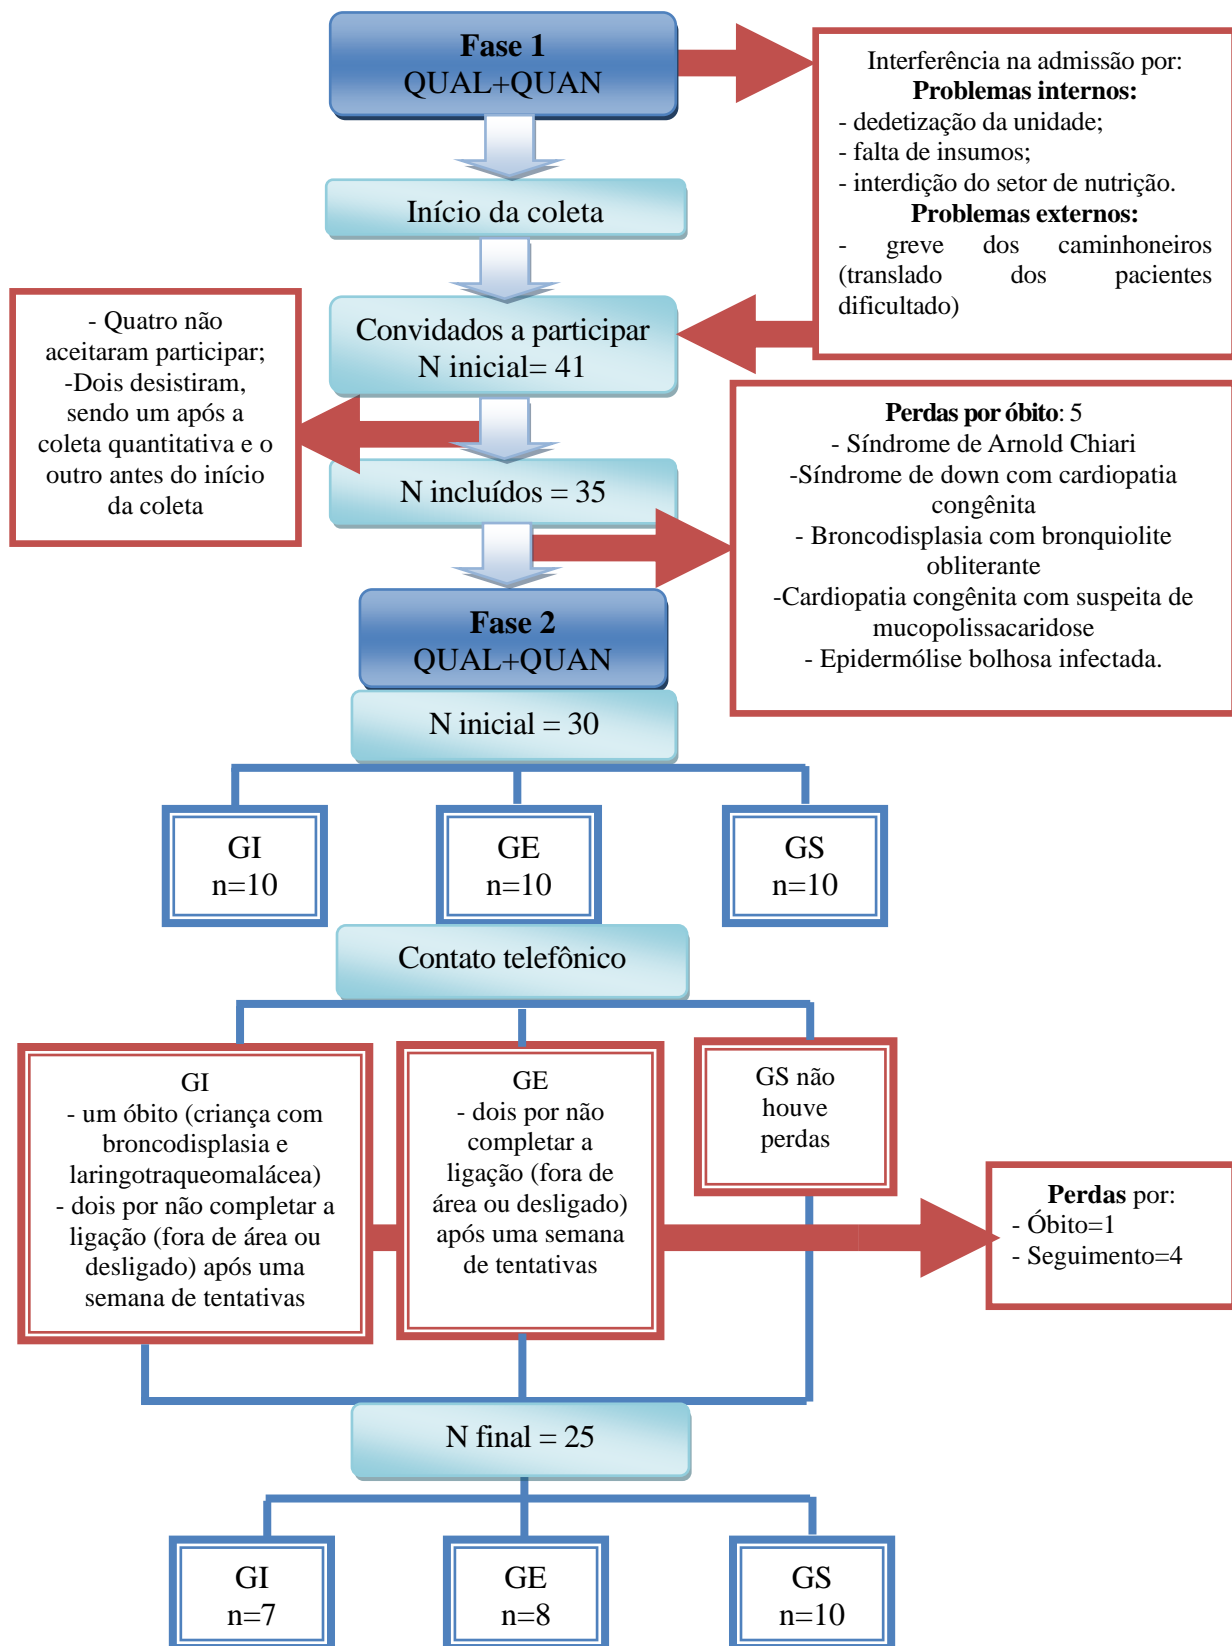 Fase 1
QUAL+QUAN
Interferência na admissão por:
Problemas internos:
- dedetização da unidade;
- falta de insumos;
- interdição do setor de nutrição.
Problemas externos:
- greve dos caminhoneiros
(translado dos pacientes
dificultado)
Início da coleta
Convidados a participar
N inicial= 41
- Quatro não
aceitaram participar;
-Dois desistiram,
sendo um após a
coleta quantitativa e o
outro antes do início
da coleta
N incluídos = 35
Perdas por óbito: 5
- Síndrome de Arnold Chiari
-Síndrome de down com cardiopatia
congênita
- Broncodisplasia com bronquiolite
obliterante
-Cardiopatia congênita com suspeita de
mucopolissacaridose
- Epidermólise bolhosa infectada.
Fase 2
QUAL+QUAN
N inicial = 30
GI
n=10
GE
n=10
GS
n=10
Contato telefônico
GI
- um óbito (criança com
broncodisplasia e
laringotraqueomalácea)
- dois por não completar a
ligação (fora de área ou
desligado) após uma
semana de tentativas
GE
- dois por não
completar a
ligação (fora de
área ou desligado)
após uma semana
de tentativas
GS não
houve
perdas
Perdas por:
- Óbito=1
- Seguimento=4
N final = 25
GI
n=7
GE
n=8
GS
n=10